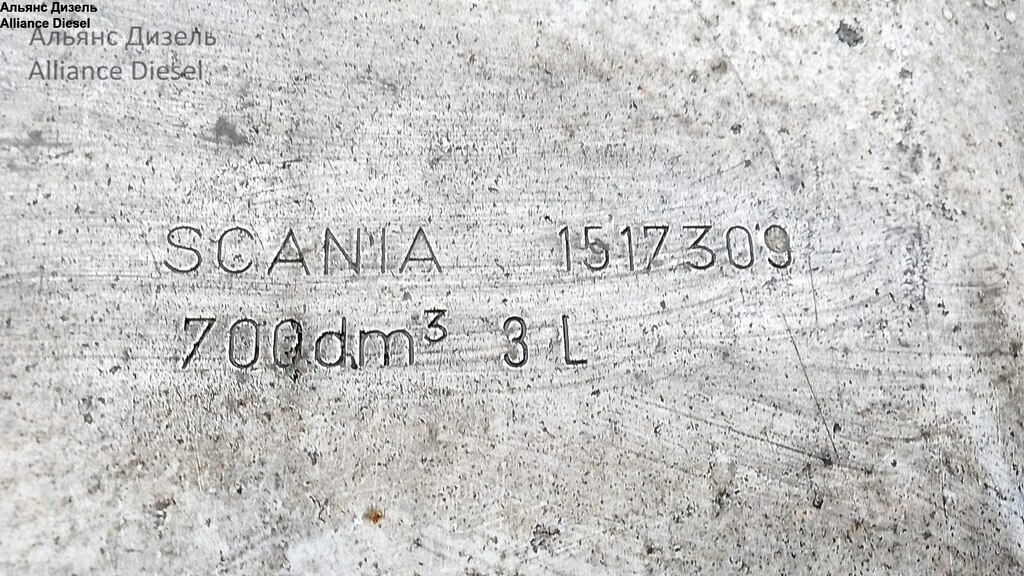 Альянс Дизель
Alliance Diesel
Альянс Дизель
Alliance Diesel
SCANIA 1517309
700dm³ 3 L